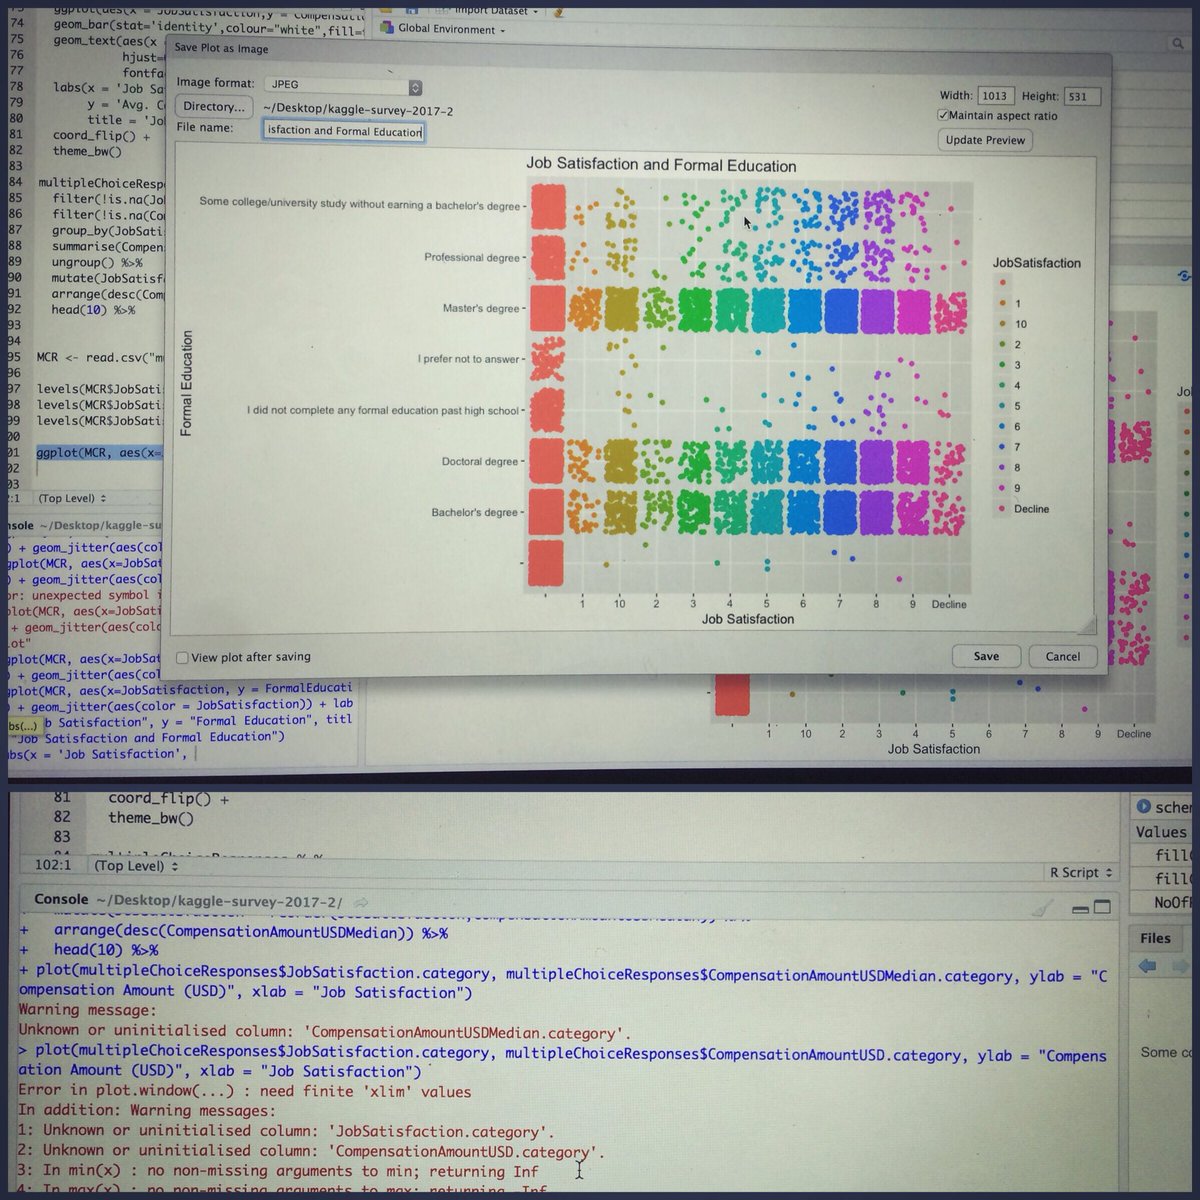 74 geom_bar(stat='identity',colour="white",fill=
75 geom_text(aes(x
76 hjust=
77 fontfa
78 labs(x = 'Job Sa
79 y = 'Avg. C
80 title = 'Jo
81 coord_flip() +
82 theme_bw()
83
84 multipleChoiceResp
85 filter(!is.na(Jo
86 filter(!is.na(Co
87 group_by(JobSati
88 summarise(Compen
89 ungroup() %>%
90 mutate(JobSatisf
91 arrange(desc(Com
92 head(10) %>%
93
94
95 MCR <- read.csv("m
96
97 levels(MCR$JobSati
98 levels(MCR$JobSati
99 levels(MCR$JobSati
00
01 ggplot(MCR, aes(x=
02
03
:1 (Top Level)
nsole ~/Desktop/kaggle-su
) + geom_jitter(aes(col
gplot(MCR, aes(x=JobSat
) + geom_jitter(aes(col
or: unexpected symbol i
plot(MCR, aes(x=JobSati
+ geom_jitter(aes(colo
lot"
gplot(MCR, aes(x=JobSat
) + geom_jitter(aes(col
gplot(MCR, aes(x=JobSatisfaction, y = FormalEducati
) + geom_jitter(aes(color = JobSatisfaction)) + lab
bs(...) b Satisfaction", y = "Formal Education", titl
"Job Satisfaction and Formal Education")
abs(x = 'Job Satisfaction',
Import Dataset
Global Environment
Save Plot as Image
Image format: JPEG
Directory... ~/Desktop/kaggle-survey-2017-2
File name: isfaction and Formal Education
Width: 1013 Height: 531
Maintain aspect ratio
Update Preview
Job Satisfaction and Formal Education
Formal Education
Some college/university study without earning a bachelor's degree
Professional degree
Master's degree
I prefer not to answer
I did not complete any formal education past high school
Doctoral degree
Bachelor's degree
1 10 2 3 4 5 6 7 8 9 Decline
Job Satisfaction
JobSatisfaction
1
10
2
3
4
5
6
7
8
9
Decline
View plot after saving
Save Cancel
Jo
1 10 2 3 4 5 6 7 8 9 Decline
Job Satisfaction
81 coord_flip() +
82 theme_bw()
83
102:1 (Top Level) R Script
Console ~/Desktop/kaggle-survey-2017-2/
+ arrange(desc(CompensationAmountUSDMedian)) %>%
+ head(10) %>%
+ plot(multipleChoiceResponses$JobSatisfaction.category, multipleChoiceResponses$CompensationAmountUSDMedian.category, ylab = "C
ompensation Amount (USD)", xlab = "Job Satisfaction")
Warning message:
Unknown or uninitialised column: 'CompensationAmountUSDMedian.category'.
> plot(multipleChoiceResponses$JobSatisfaction.category, multipleChoiceResponses$CompensationAmountUSD.category, ylab = "Compens
ation Amount (USD)", xlab = "Job Satisfaction")
Error in plot.window(...) : need finite 'xlim' values
In addition: Warning messages:
1: Unknown or uninitialised column: 'JobSatisfaction.category'.
2: Unknown or uninitialised column: 'CompensationAmountUSD.category'.
3: In min(x) : no non-missing arguments to min; returning Inf
4: In max(x) : no non-missing arguments to max; returning -Inf
sche
Values
fill
fill
NoOf
Files
Some co